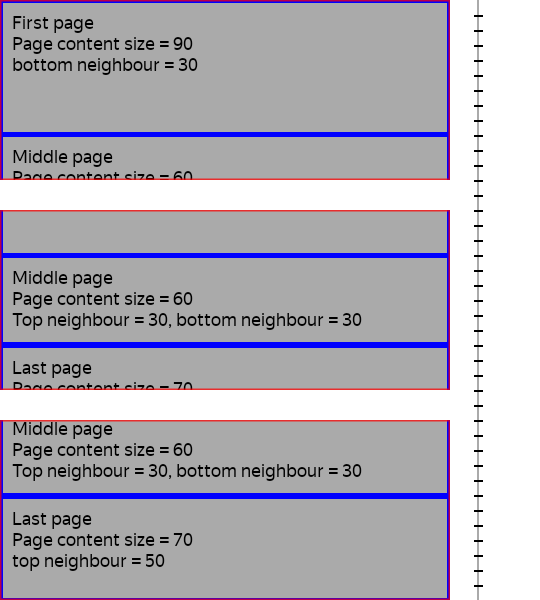 First page
Page content size = 90
bottom neighbour = 30
Middle page
Page content size = 60
Middle page
Page content size = 60
Top neighbour = 30, bottom neighbour = 30
Last page
Page content size = 70
Middle page
Page content size = 60
Top neighbour = 30, bottom neighbour = 30
Last page
Page content size = 70
top neighbour = 50